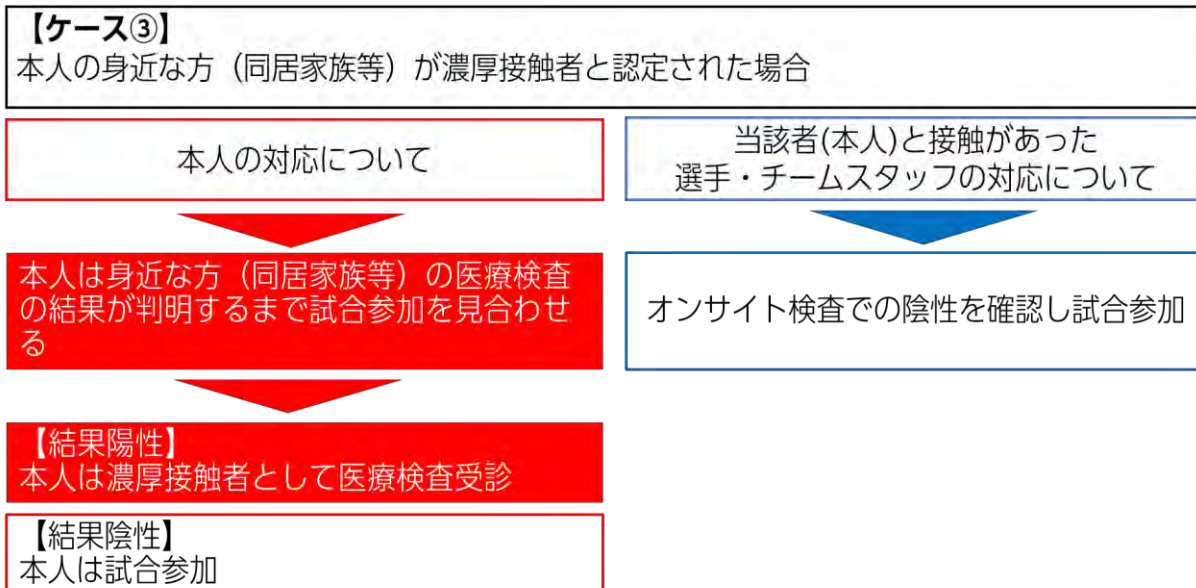 【ケース③】
本人の身近な方（同居家族等）が濃厚接触者と認定された場合
本人の対応について
本人は身近な方（同居家族等）の医療検査
の結果が判明するまで試合参加を見合わせ
る
【結果陽性】
本人は濃厚接触者として医療検査受診
【結果陰性】
本人は試合参加
当該者(本人)と接触があった
選手・チームスタッフの対応について
オンサイト検査での陰性を確認し試合参加